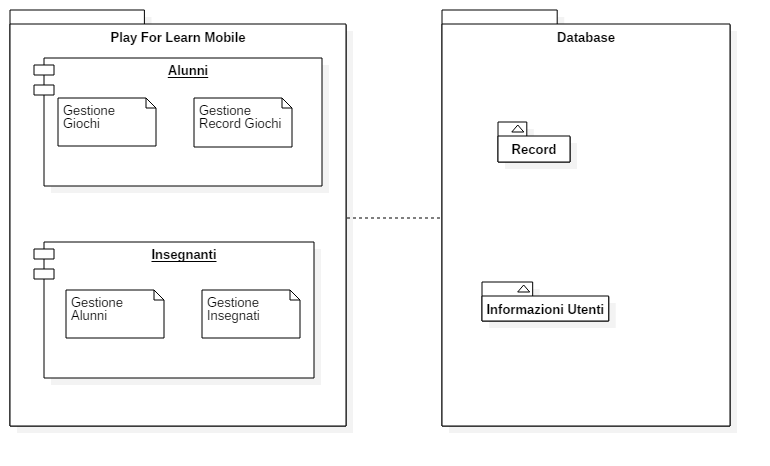 Play For Learn Mobile
Alunni
Gestione
Giochi
Gestione
Record Giochi
Insegnanti
Gestione
Alunni
Gestione
Insegnati
Database
Record
Informazioni Utenti